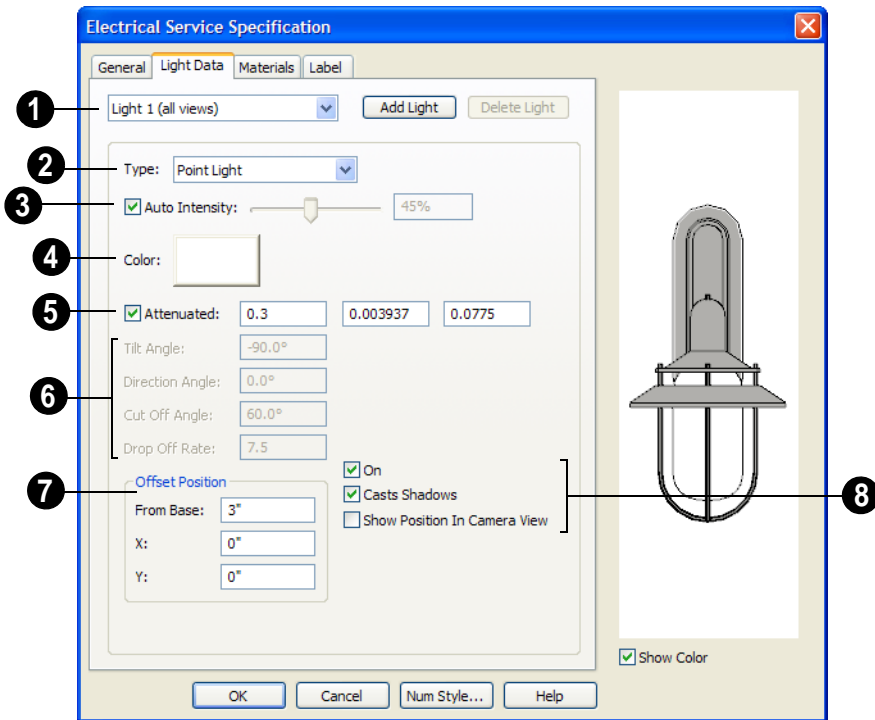 Electrical Service Specification
General Light Data Materials Label
1 Light 1 (all views) Add Light Delete Light
2 Type: Point Light
3 Auto Intensity: 45%
4 Color:
5 Attenuated: 0.3 0.003937 0.0775
6
Tilt Angle: -90.0°
Direction Angle: 0.0°
Cut Off Angle: 60.0°
Drop Off Rate: 7.5
7 Offset Position
From Base: 3"
X: 0"
Y: 0"
8
On
Casts Shadows
Show Position In Camera View
Show Color
OK Cancel Num Style... Help